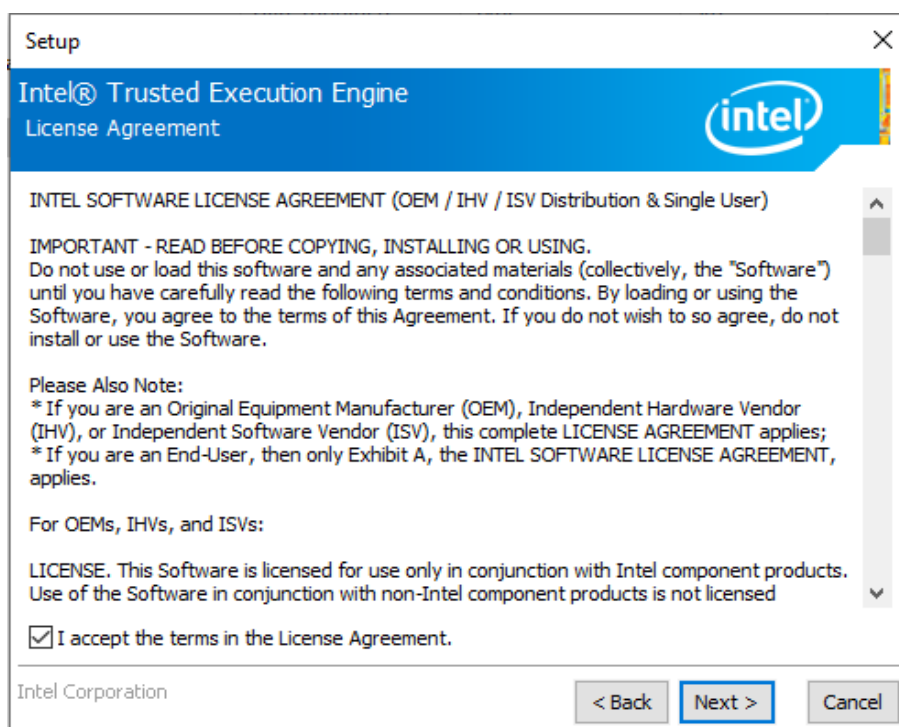 Setup
Intel® Trusted Execution Engine
License Agreement
intel
INTEL SOFTWARE LICENSE AGREEMENT (OEM / IHV / ISV Distribution & Single User)
IMPORTANT - READ BEFORE COPYING, INSTALLING OR USING.
Do not use or load this software and any associated materials (collectively, the "Software")
until you have carefully read the following terms and conditions. By loading or using the
Software, you agree to the terms of this Agreement. If you do not wish to so agree, do not
install or use the Software.
Please Also Note:
* If you are an Original Equipment Manufacturer (OEM), Independent Hardware Vendor
(IHV), or Independent Software Vendor (ISV), this complete LICENSE AGREEMENT applies;
* If you are an End-User, then only Exhibit A, the INTEL SOFTWARE LICENSE AGREEMENT,
applies.
For OEMs, IHVs, and ISVs:
LICENSE. This Software is licensed for use only in conjunction with Intel component products.
Use of the Software in conjunction with non-Intel component products is not licensed
I accept the terms in the License Agreement.
Intel Corporation
< Back Next > Cancel